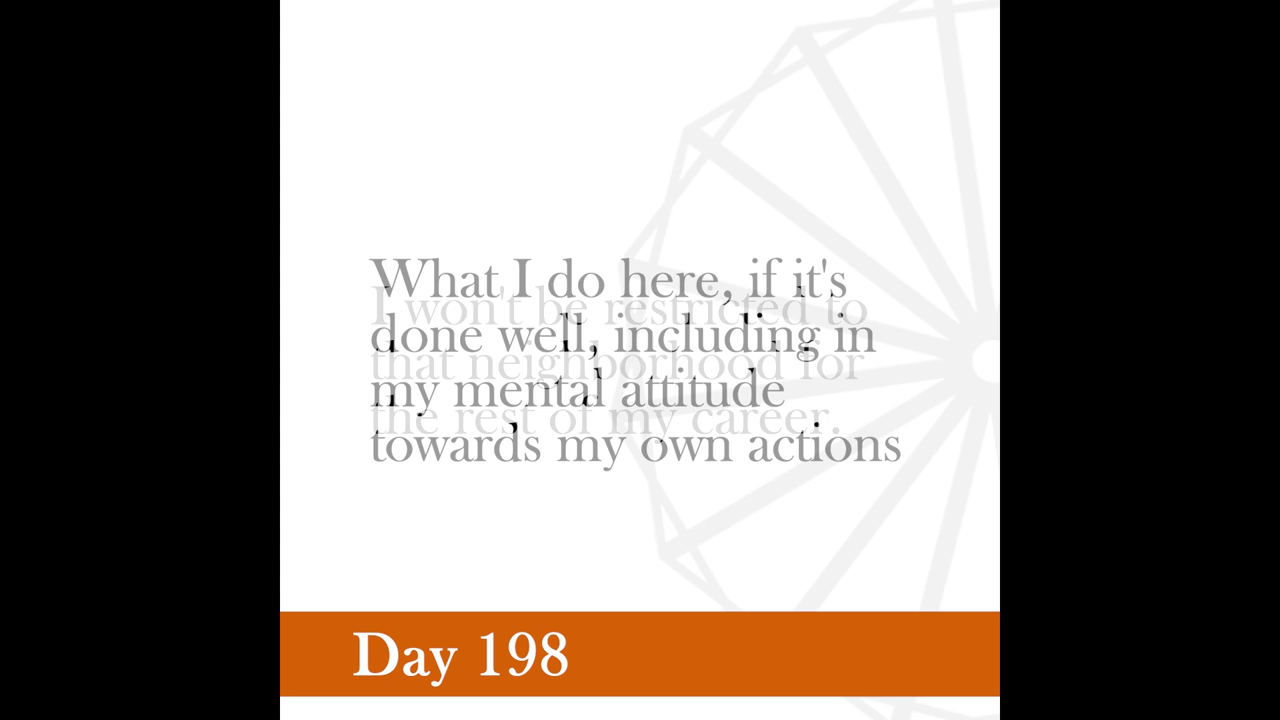 What I do here, if it's
done well, including in
my mental attitude
towards my own actions
I won't be restricted to
that neighborhood for
the rest of my career.
Day 198